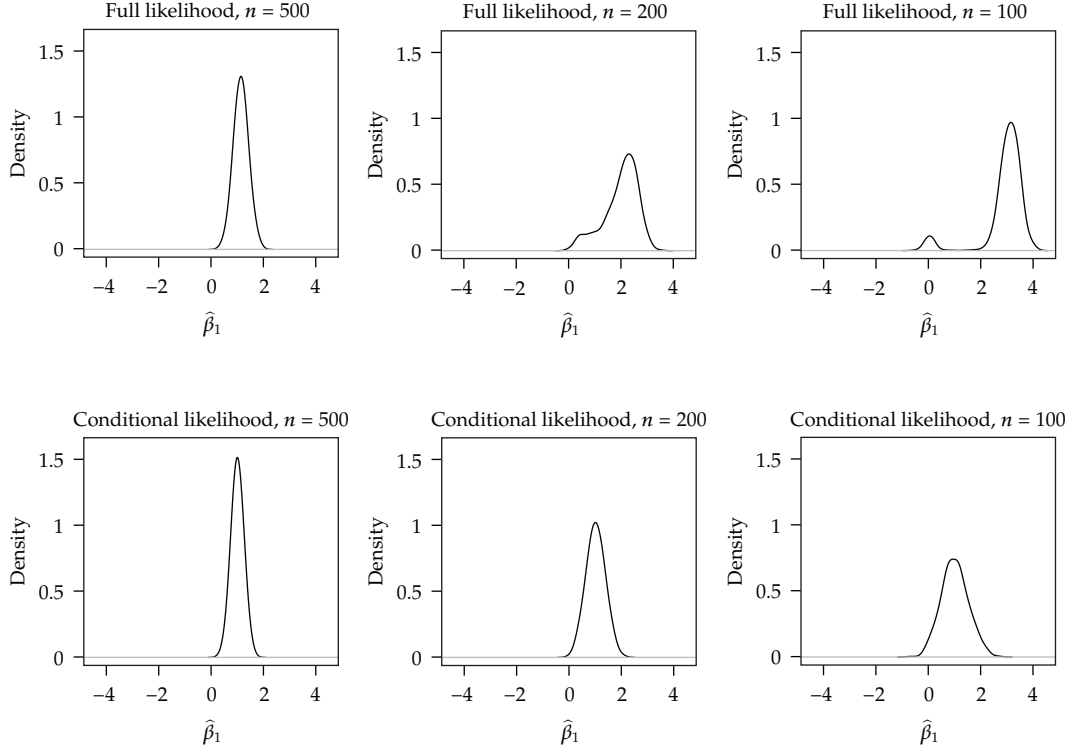 Full likelihood, n = 500
Full likelihood, n = 200
Full likelihood, n = 100
1.5
1
0.5
0
Density
−4 −2 0 2 4
β̂1
1.5
1
0.5
0
Density
−4 −2 0 2 4
β̂1
1.5
1
0.5
0
Density
−4 −2 0 2 4
β̂1
Conditional likelihood, n = 500
Conditional likelihood, n = 200
Conditional likelihood, n = 100
1.5
1
0.5
0
Density
−4 −2 0 2 4
β̂1
1.5
1
0.5
0
Density
−4 −2 0 2 4
β̂1
1.5
1
0.5
0
Density
−4 −2 0 2 4
β̂1